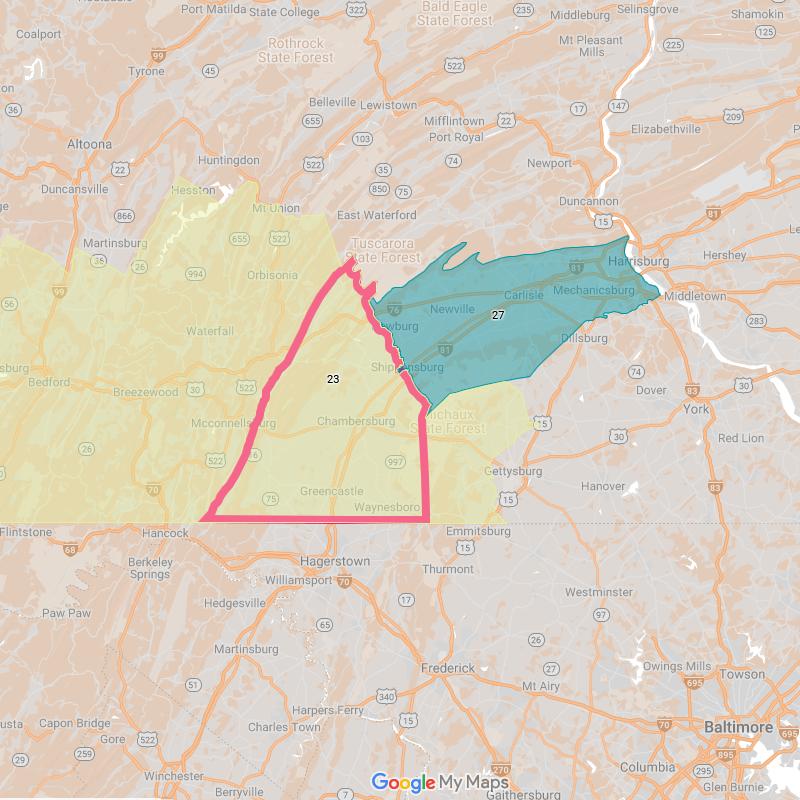 Port Matilda
State College
322
Bald Eagle
State Forest
Selinsgrove
Middleburg
Shamokin
Coalport
Rothrock
State Forest
Mt Pleasant
Mills
225
125
99
Tyrone
45
522
522
36
Belleville
Lewistown
655
17
147
209
Mifflintown
Port Royal
22
Elizabethville
103
Altoona
22
Huntingdon
522
35
74
Newport
Duncansville
Hesston
850
75
Duncannon
866
Mt Union
East Waterford
15
81
Martinsburg
26
36
655
522
Tuscarora
State Forest
Harrisburg
Hershey
994
Orbisonia
81
99
56
76
Carlisle
Mechanicsburg
Middletown
Newville
27
Waterfall
81
Dillsburg
283
Shippensburg
30
74
23
Bedford
Breezewood
30
522
Dover
83
York
Mcconnellsburg
Chambersburg
State Forest
15
30
Red Lion
26
522
997
Gettysburg
70
75
Greencastle
Waynesboro
15
Hanover
83
Flintstone
Hancock
Emmitsburg
68
Berkeley
Springs
Hagerstown
15
Williamsport
70
Thurmont
Paw Paw
Hedgesville
17
Westminster
97
65
Martinsburg
26
Owings Mills
Towson
51
Frederick
27
Mt Airy
695
340
Harpers Ferry
15
Capon Bridge
Charles Town
70
Baltimore
Gore
522
695
259
29
895
Winchester
270
Columbia
295
Glen Burnie
7
Gaithersburg
Berryville
Google My Maps